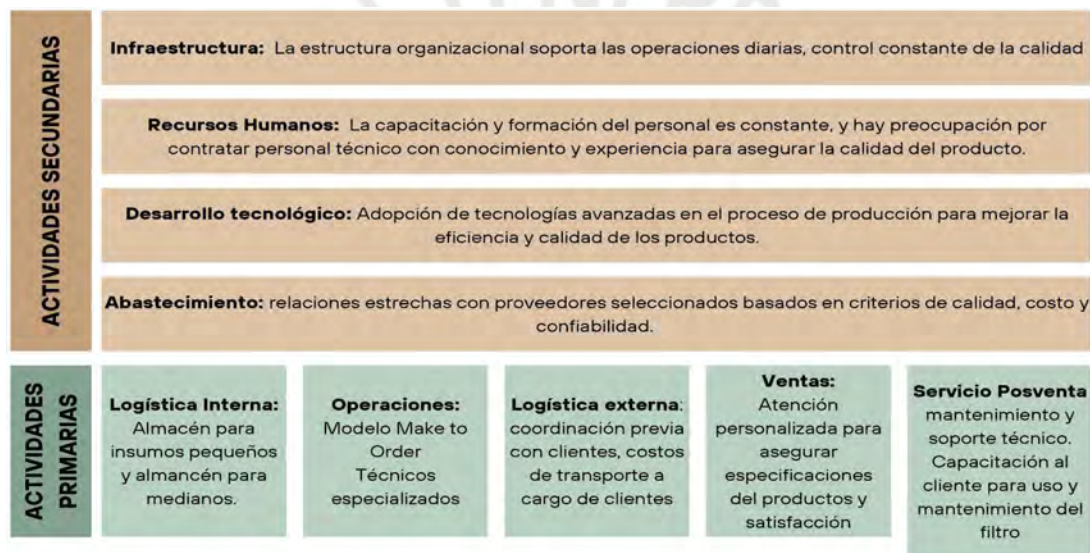 ACTIVIDADES SECUNDARIAS
Infraestructura: La estructura organizacional soporta las operaciones diarias, control constante de la calidad
Recursos Humanos: La capacitación y formación del personal es constante, y hay preocupación por
contratar personal técnico con conocimiento y experiencia para asegurar la calidad del producto.
Desarrollo tecnológico: Adopción de tecnologías avanzadas en el proceso de producción para mejorar la
eficiencia y calidad de los productos.
Abastecimiento: relaciones estrechas con proveedores seleccionados basados en criterios de calidad, costo y
confiabilidad.
ACTIVIDADES
PRIMARIAS
Logística Interna:
Almacén para
insumos pequeños
y almancén para
medianos.
Operaciones:
Modelo Make to
Order
Técnicos
especializados
Logística externa:
coordinación previa
con clientes, costos
de transporte a
cargo de clientes
Ventas:
Atención
personalizada para
asegurar
especificaciones
del productos y
satisfacción
Servicio Posventa
mantenimiento y
soporte técnico.
Capacitación al
cliente para uso y
mantenimiento del
filtro